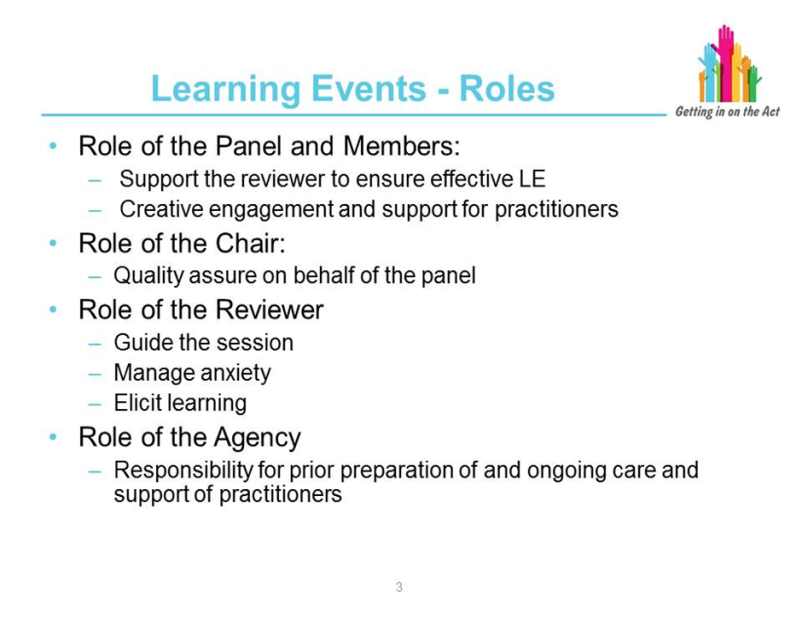 Learning Events - Roles
Getting in on the Act
• Role of the Panel and Members:
– Support the reviewer to ensure effective LE
– Creative engagement and support for practitioners
• Role of the Chair:
– Quality assure on behalf of the panel
• Role of the Reviewer
– Guide the session
– Manage anxiety
– Elicit learning
• Role of the Agency
– Responsibility for prior preparation of and ongoing care and
support of practitioners
3